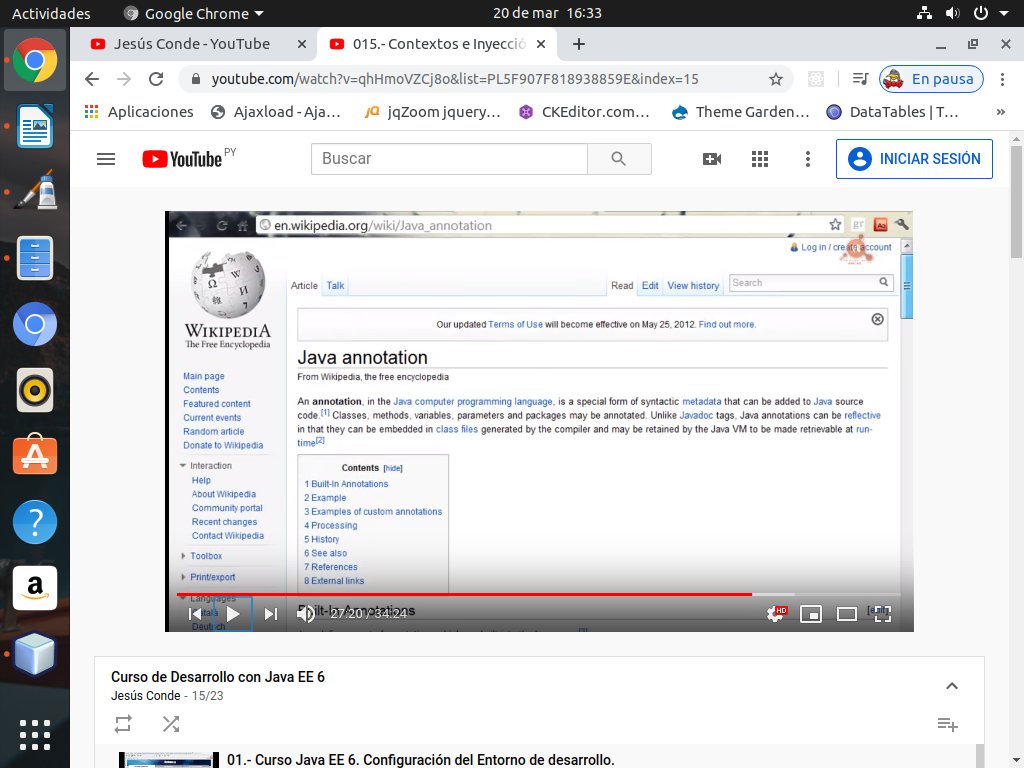 Actividades
Google Chrome
20 de mar 16:33
Jesús Conde - YouTube
015.- Contextos e Inyecció
youtube.com/watch?v=qhHmoVZCj8o&list=PL5F907F818938859E&index=15
En pausa
Aplicaciones
Ajaxload - Aja…
jqZoom jquery…
CKEditor.com…
Theme Garden…
DataTables | T…
»
YouTube PY
Buscar
INICIAR SESIÓN
en.wikipedia.org/wiki/Java_annotation
Log in / create account
WIKIPEDIA
The Free Encyclopedia
Article
Talk
Read
Edit
View history
Search
Our updated Terms of Use will become effective on May 25, 2012. Find out more.
Java annotation
From Wikipedia, the free encyclopedia
Main page
Contents
Featured content
Current events
Random article
Donate to Wikipedia
Interaction
Help
About Wikipedia
Community portal
Recent changes
Contact Wikipedia
Toolbox
Print/export
Languages
An annotation, in the Java computer programming language, is a special form of syntactic metadata that can be added to Java source
code.[1] Classes, methods, variables, parameters and packages may be annotated. Unlike Javadoc tags, Java annotations can be reflective
in that they can be embedded in class files generated by the compiler and may be retained by the Java VM to be made retrievable at run-
time[2]
Contents [hide]
1 Built-In Annotations
2 Example
3 Examples of custom annotations
4 Processing
5 History
6 See also
7 References
8 External links
Built-In Annotations
27:20 / 34:24
HD
Curso de Desarrollo con Java EE 6
Jesús Conde - 15/23
01.- Curso Java EE 6. Configuración del Entorno de desarrollo.